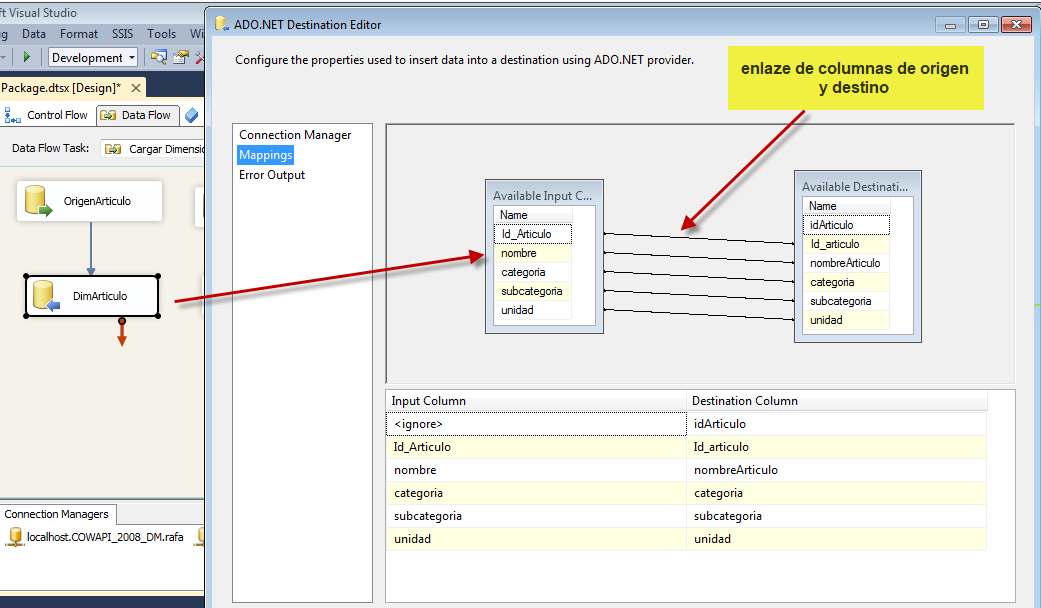 ft Visual Studio
g Data Format SSIS Tools Wi
Development
Package.dtsx [Design]*
Control Flow Data Flow
Data Flow Task: Cargar Dimensio
OrigenArticulo
DimArticulo
Connection Managers
localhost.COWAPI_2008_DM.rafa
ADO.NET Destination Editor
Configure the properties used to insert data into a destination using ADO.NET provider.
enlaze de columnas de origen
y destino
Connection Manager
Mappings
Error Output
Available Input C...
Name
Id_Articulo
nombre
categoria
subcategoria
unidad
Available Destinati...
Name
idArticulo
Id_articulo
nombreArticulo
categoria
subcategoria
unidad
Input Column Destination Column
<ignore> idArticulo
Id_Articulo Id_articulo
nombre nombreArticulo
categoria categoria
subcategoria subcategoria
unidad unidad